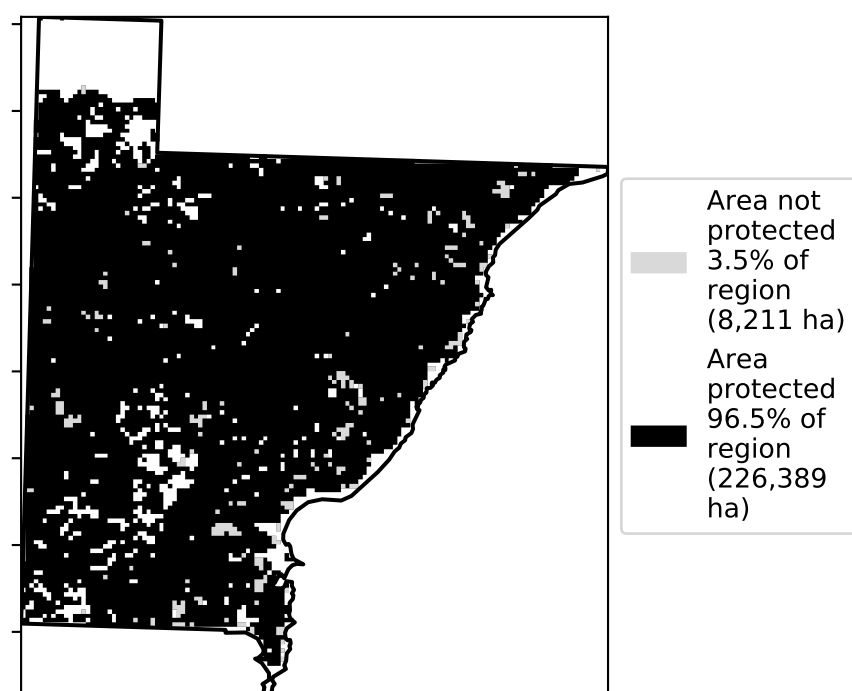 Area not
protected
3.5% of
region
(8,211 ha)
Area
protected
96.5% of
region
(226,389
ha)